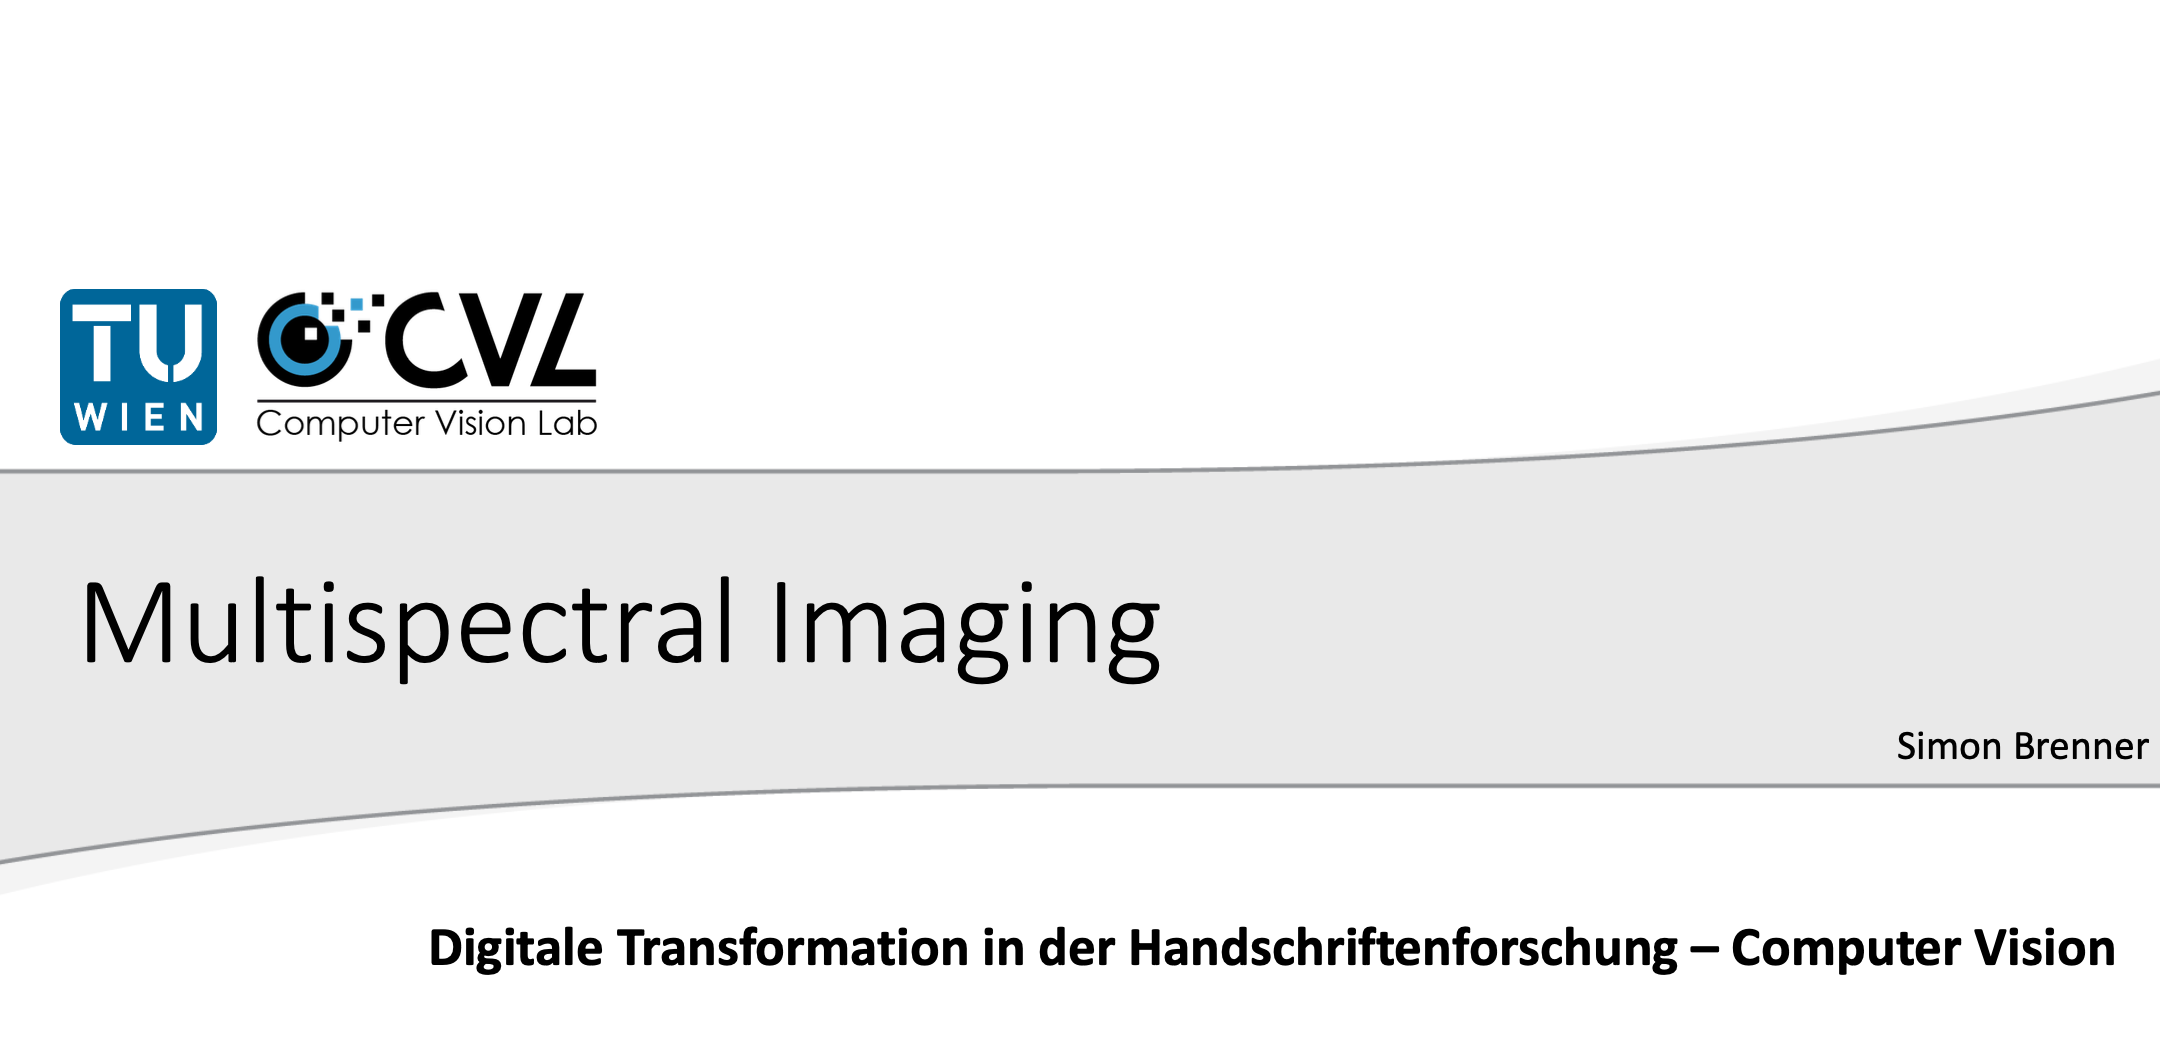 TU
WIEN
CVL
Computer Vision Lab
Multispectral Imaging
Simon Brenner
Digitale Transformation in der Handschriftenforschung – Computer Vision